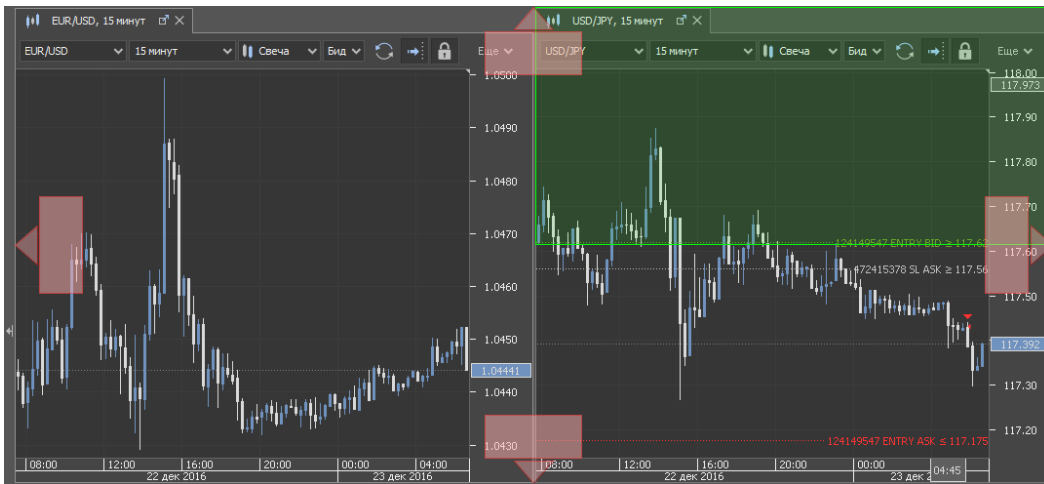 EUR/USD, 15 минут
USD/JPY, 15 минут
EUR/USD 15 минут Свеча Бид Еще
USD/JPY 15 минут Свеча Бид Еще
1.0500
1.0490
1.0480
1.0470
1.0460
1.0450
1.04441
1.0440
1.0430
08:00 12:00 16:00 20:00 00:00 04:00
22 дек 2016 23 дек 2016
118.00
117.973
117.90
117.80
117.70
124149547 ENTRY BID ≥ 117.62
117.60
472415378 SL ASK ≥ 117.56
117.50
117.392
117.30
124149547 ENTRY ASK ≤ 117.175
117.20
08:00 12:00 16:00 20:00 00:00 04:45
22 дек 2016 23 дек